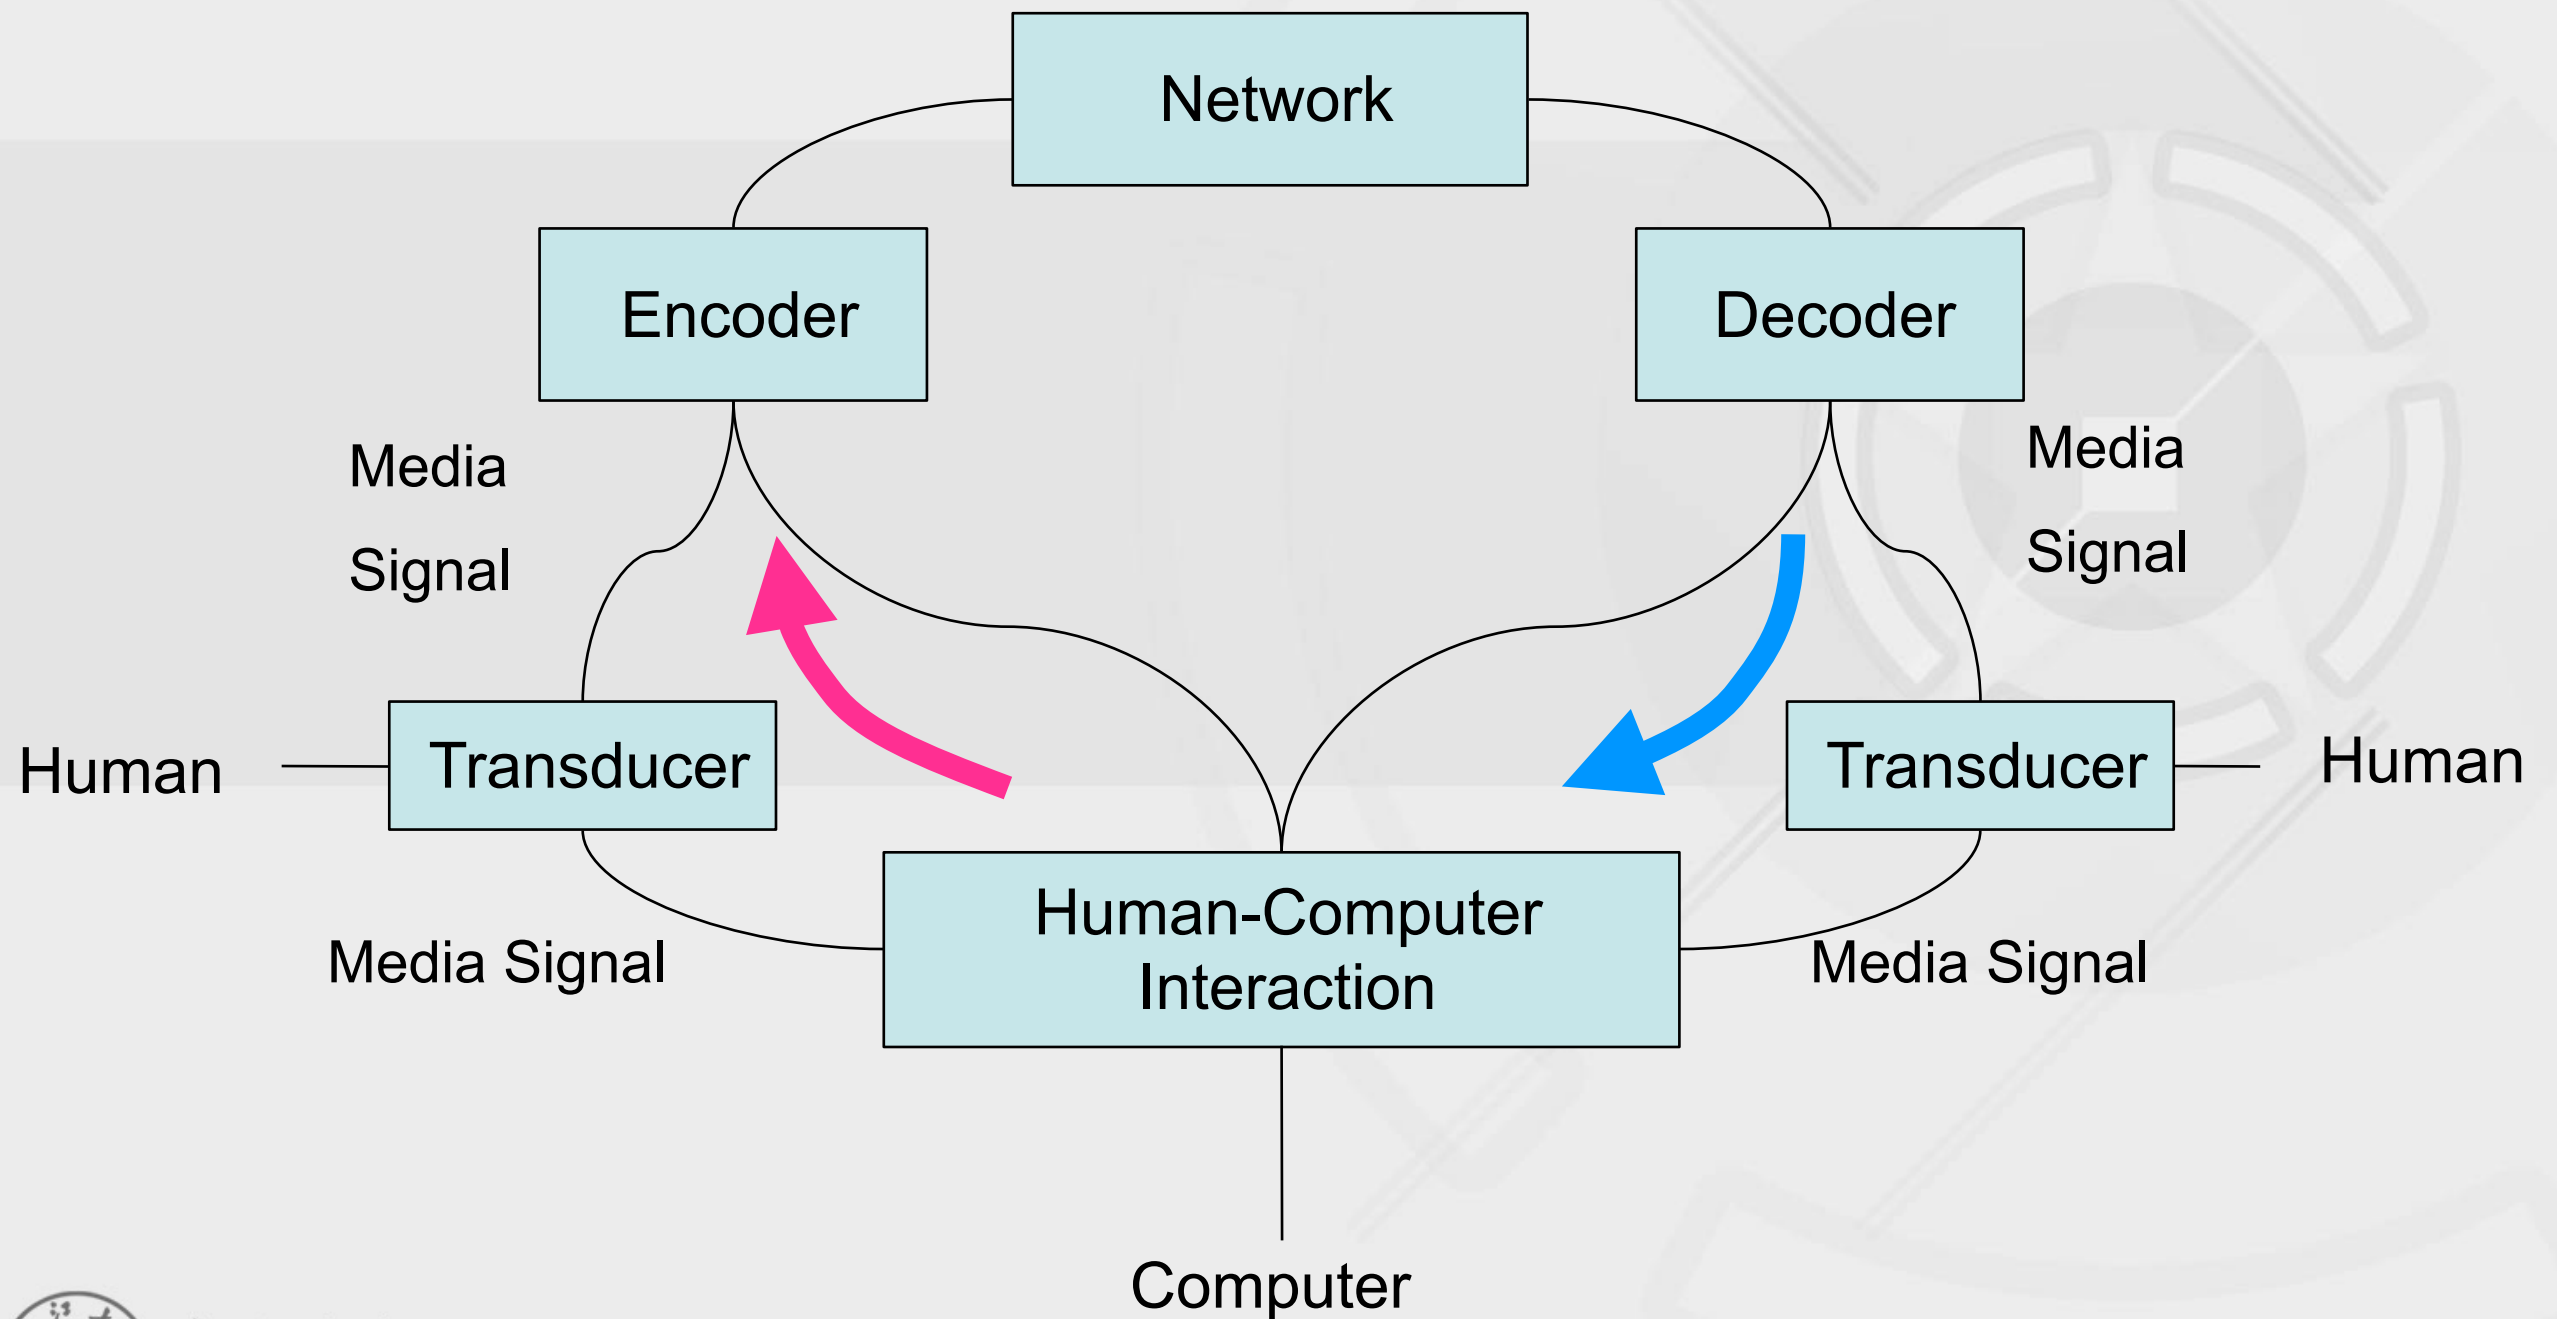 Network
Encoder
Decoder
Media
Signal
Media
Signal
Human
Transducer
Transducer
Human
Human-Computer
Interaction
Media Signal
Media Signal
Computer